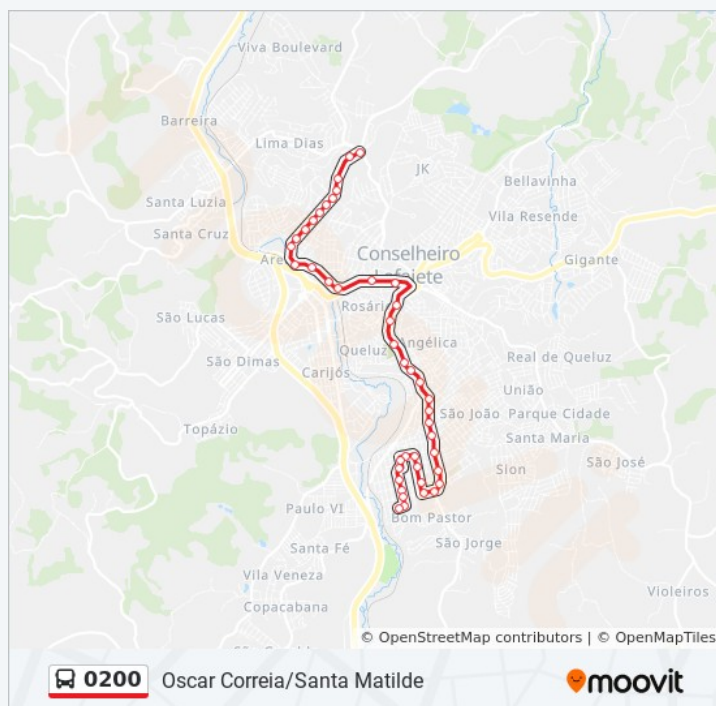 Viva Boulevard
Barreira
Lima Dias
JK
Bellavinha
Santa Luzia
Vila Resende
Santa Cruz
Conselheiro
Lafaiete
Gigante
Are
Rosário
São Lucas
Queluz
Angélica
São Dimas
Real de Queluz
Carijós
União
São João
Parque Cidade
Topázio
Santa Maria
Sion
São José
Paulo VI
Bom Pastor
Santa Fé
São Jorge
Vila Veneza
Copacabana
Violeiros
© OpenStreetMap contributors | © OpenMapTiles
0200 Oscar Correia/Santa Matilde
moovit